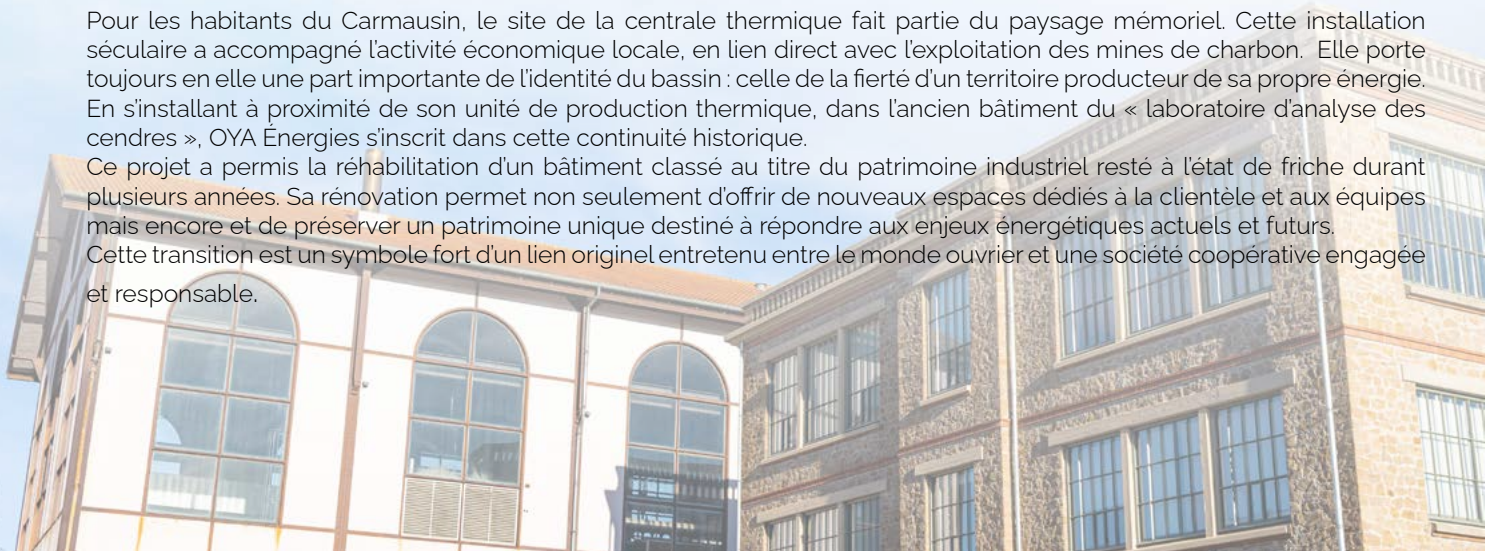 Pour les habitants du Carmausin, le site de la centrale thermique fait partie du paysage mémoriel. Cette installation
séculaire a accompagné l'activité économique locale, en lien direct avec l'exploitation des mines de charbon. Elle porte
toujours en elle une part importante de l'identité du bassin : celle de la fierté d'un territoire producteur de sa propre énergie.
En s'installant à proximité de son unité de production thermique, dans l'ancien bâtiment du « laboratoire d'analyse des
cendres », OYA Énergies s'inscrit dans cette continuité historique.
Ce projet a permis la réhabilitation d'un bâtiment classé au titre du patrimoine industriel resté à l'état de friche durant
plusieurs années. Sa rénovation permet non seulement d'offrir de nouveaux espaces dédiés à la clientèle et aux équipes
mais encore et de préserver un patrimoine unique destiné à répondre aux enjeux énergétiques actuels et futurs.
Cette transition est un symbole fort d'un lien originel entretenu entre le monde ouvrier et une société coopérative engagée
et responsable.